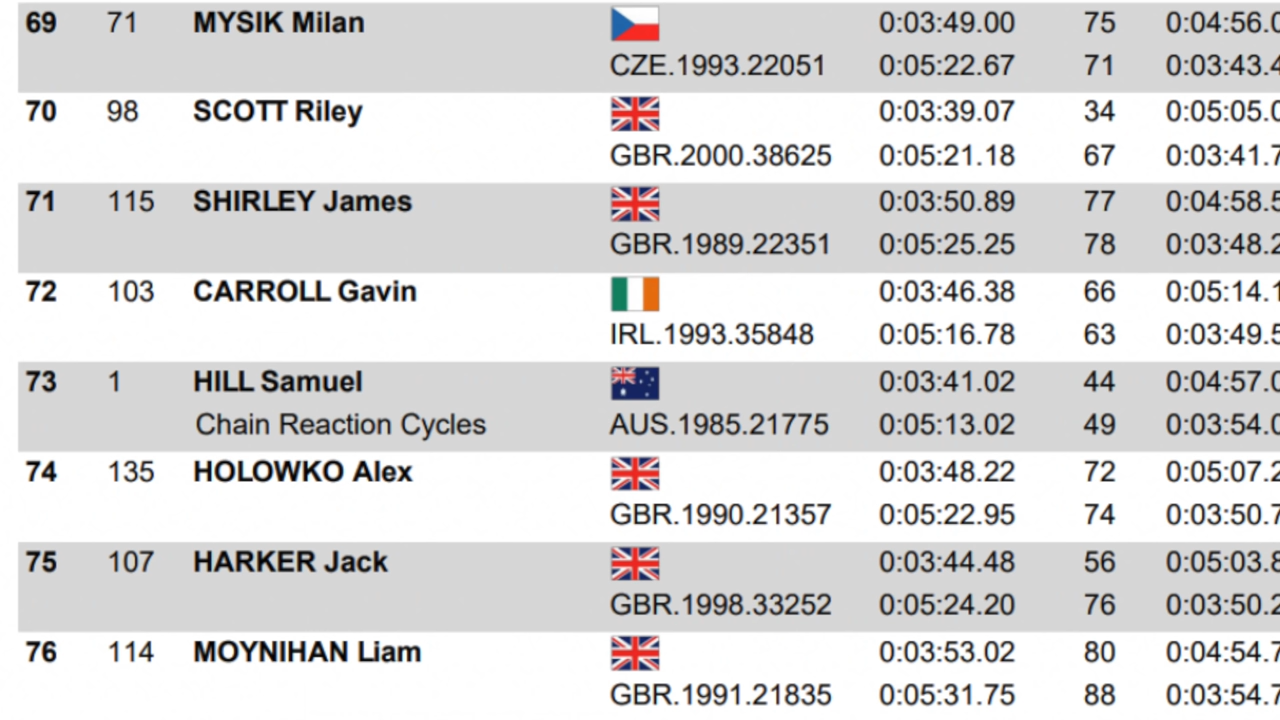 69 71 MYSIK Milan 0:03:49.00 75 0:04:56.0
CZE.1993.22051 0:05:22.67 71 0:03:43.4
70 98 SCOTT Riley 0:03:39.07 34 0:05:05.0
GBR.2000.38625 0:05:21.18 67 0:03:41.7
71 115 SHIRLEY James 0:03:50.89 77 0:04:58.5
GBR.1989.22351 0:05:25.25 78 0:03:48.2
72 103 CARROLL Gavin 0:03:46.38 66 0:05:14.1
IRL.1993.35848 0:05:16.78 63 0:03:49.5
73 1 HILL Samuel 0:03:41.02 44 0:04:57.0
Chain Reaction Cycles AUS.1985.21775 0:05:13.02 49 0:03:54.0
74 135 HOLOWKO Alex 0:03:48.22 72 0:05:07.2
GBR.1990.21357 0:05:22.95 74 0:03:50.7
75 107 HARKER Jack 0:03:44.48 56 0:05:03.8
GBR.1998.33252 0:05:24.20 76 0:03:50.2
76 114 MOYNIHAN Liam 0:03:53.02 80 0:04:54.7
GBR.1991.21835 0:05:31.75 88 0:03:54.7